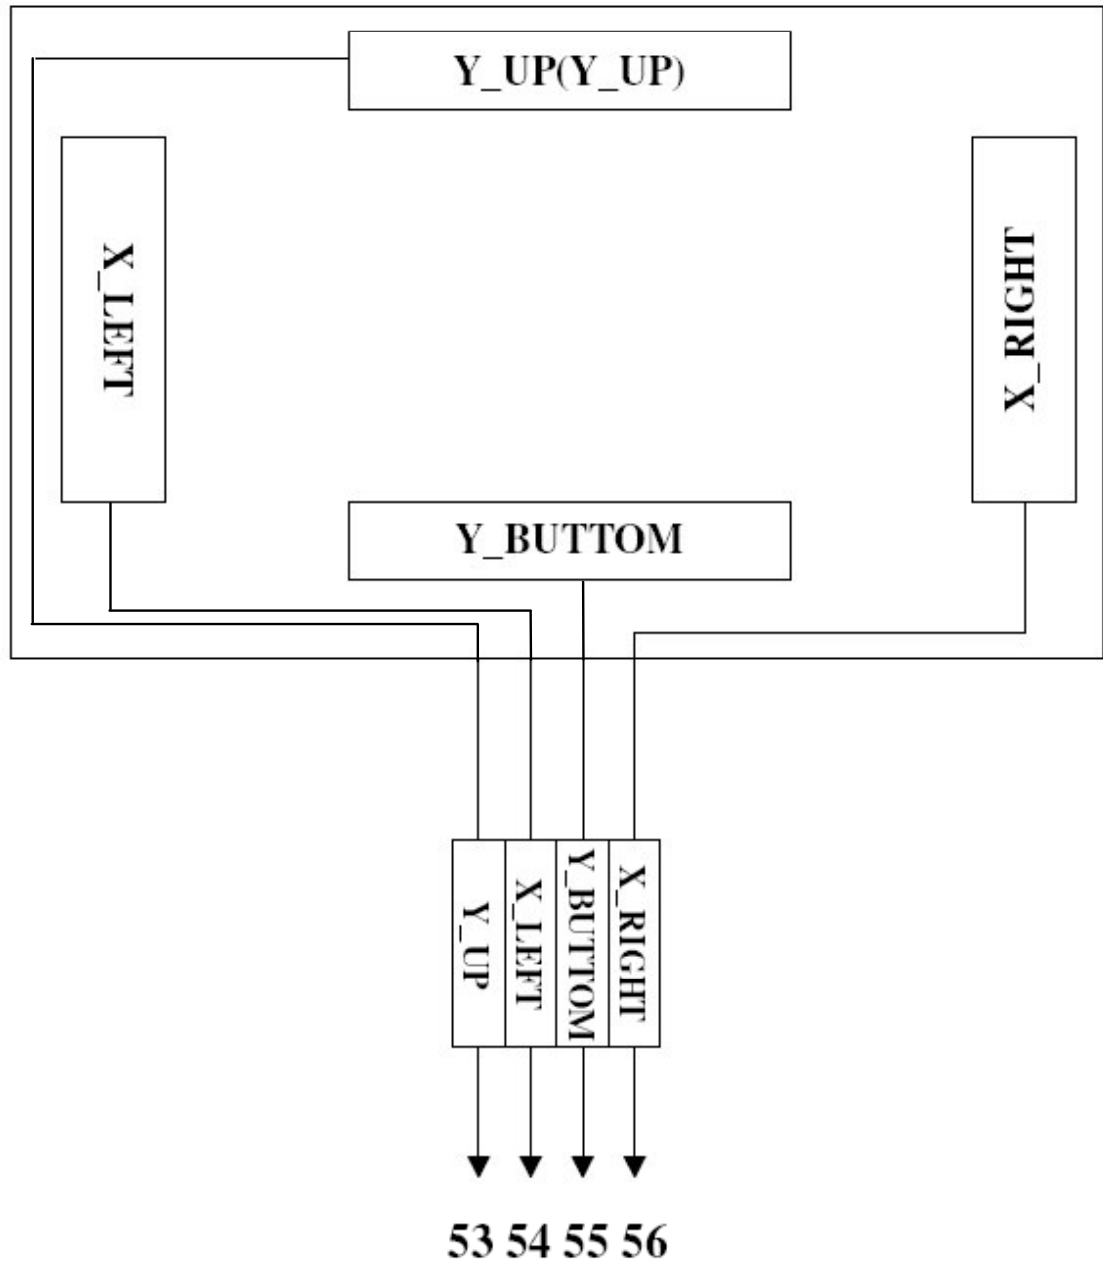 Y_UP(Y_UP)
X_LEFT
X_RIGHT
Y_BUTTOM
Y_UP
X_LEFT
Y_BUTTOM
X_RIGHT
53 54 55 56